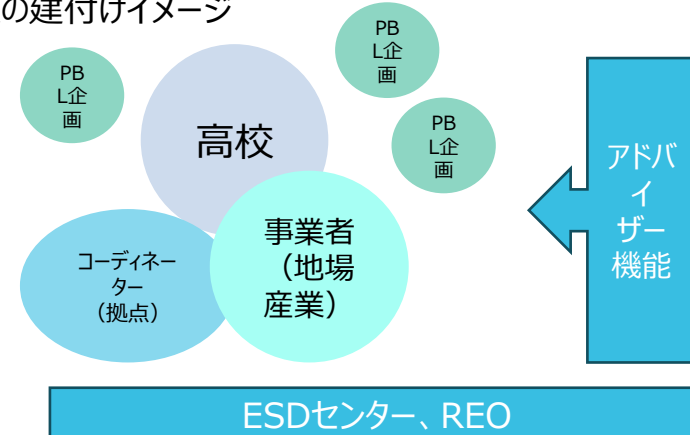 の建付けイメージ
PB
L企
画
PB
L企
画
高校
PB
L企
画
アドバ
イ
ザー
機能
事業者
（地場
産業）
コーディネー
ター
（拠点）
ESDセンター、REO